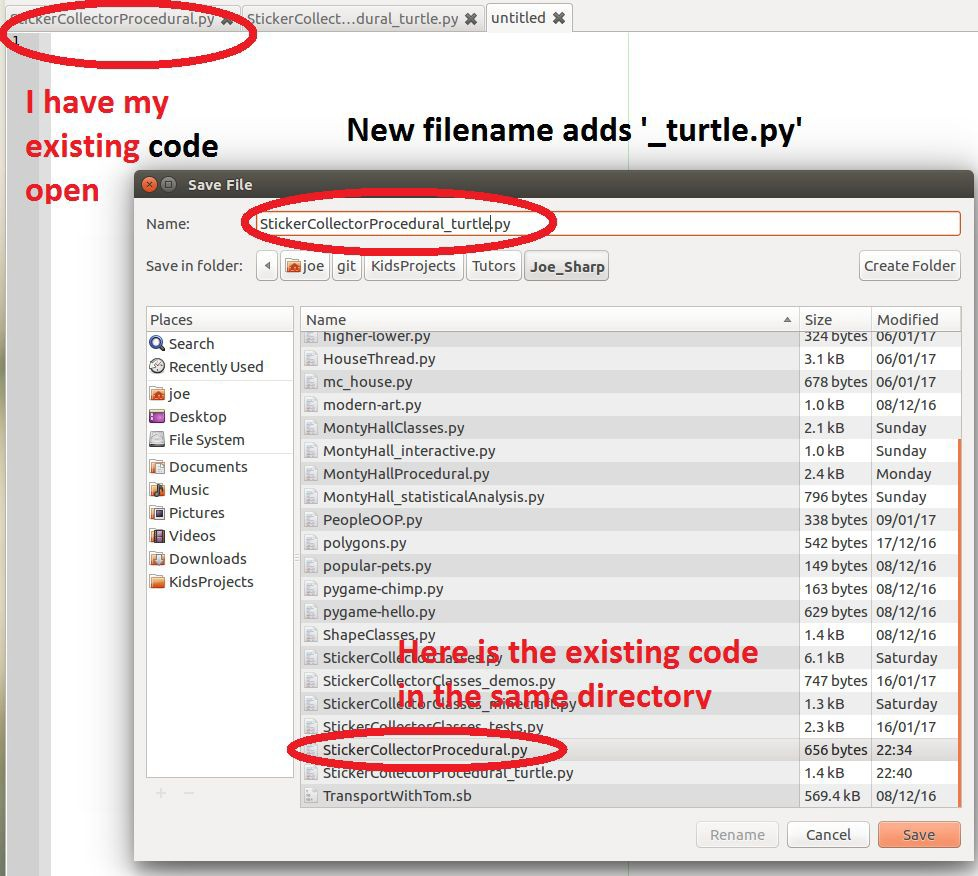 StickerCollectorProcedural.py StickerCollect...dural_turtle.py untitled
1
I have my
existing code
open
New filename adds '_turtle.py'
Save File
Name: StickerCollectorProcedural_turtle.py
Save in folder: joe git KidsProjects Tutors Joe_Sharp Create Folder
Places Name Size Modified
Search
Recently Used
joe
Desktop
File System
Documents
Music
Pictures
Videos
Downloads
KidsProjects
higher-lower.py 324 bytes 06/01/17
HouseThread.py 3.1 kB 06/01/17
mc_house.py 678 bytes 06/01/17
modern-art.py 1.0 kB 08/12/16
MontyHallClasses.py 2.1 kB Sunday
MontyHall_interactive.py 1.0 kB Sunday
MontyHallProcedural.py 2.4 kB Monday
MontyHall_statisticalAnalysis.py 796 bytes Sunday
PeopleOOP.py 338 bytes 09/01/17
polygons.py 542 bytes 17/12/16
popular-pets.py 149 bytes 08/12/16
pygame-chimp.py 163 bytes 08/12/16
pygame-hello.py 629 bytes 08/12/16
ShapeClasses.py 1.4 kB 08/12/16
StickerCollectorClasses.py 6.1 kB Saturday
StickerCollectorClasses_demos.py 747 bytes 16/01/17
StickerCollectorClasses_minecraft.py 1.3 kB Saturday
StickerCollectorClasses_tests.py 2.3 kB 16/01/17
StickerCollectorProcedural.py 656 bytes 22:34
StickerCollectorProcedural_turtle.py 1.4 kB 22:40
TransportWithTom.sb 569.4 kB 08/12/16
Here is the existing code
in the same directory
Rename Cancel Save